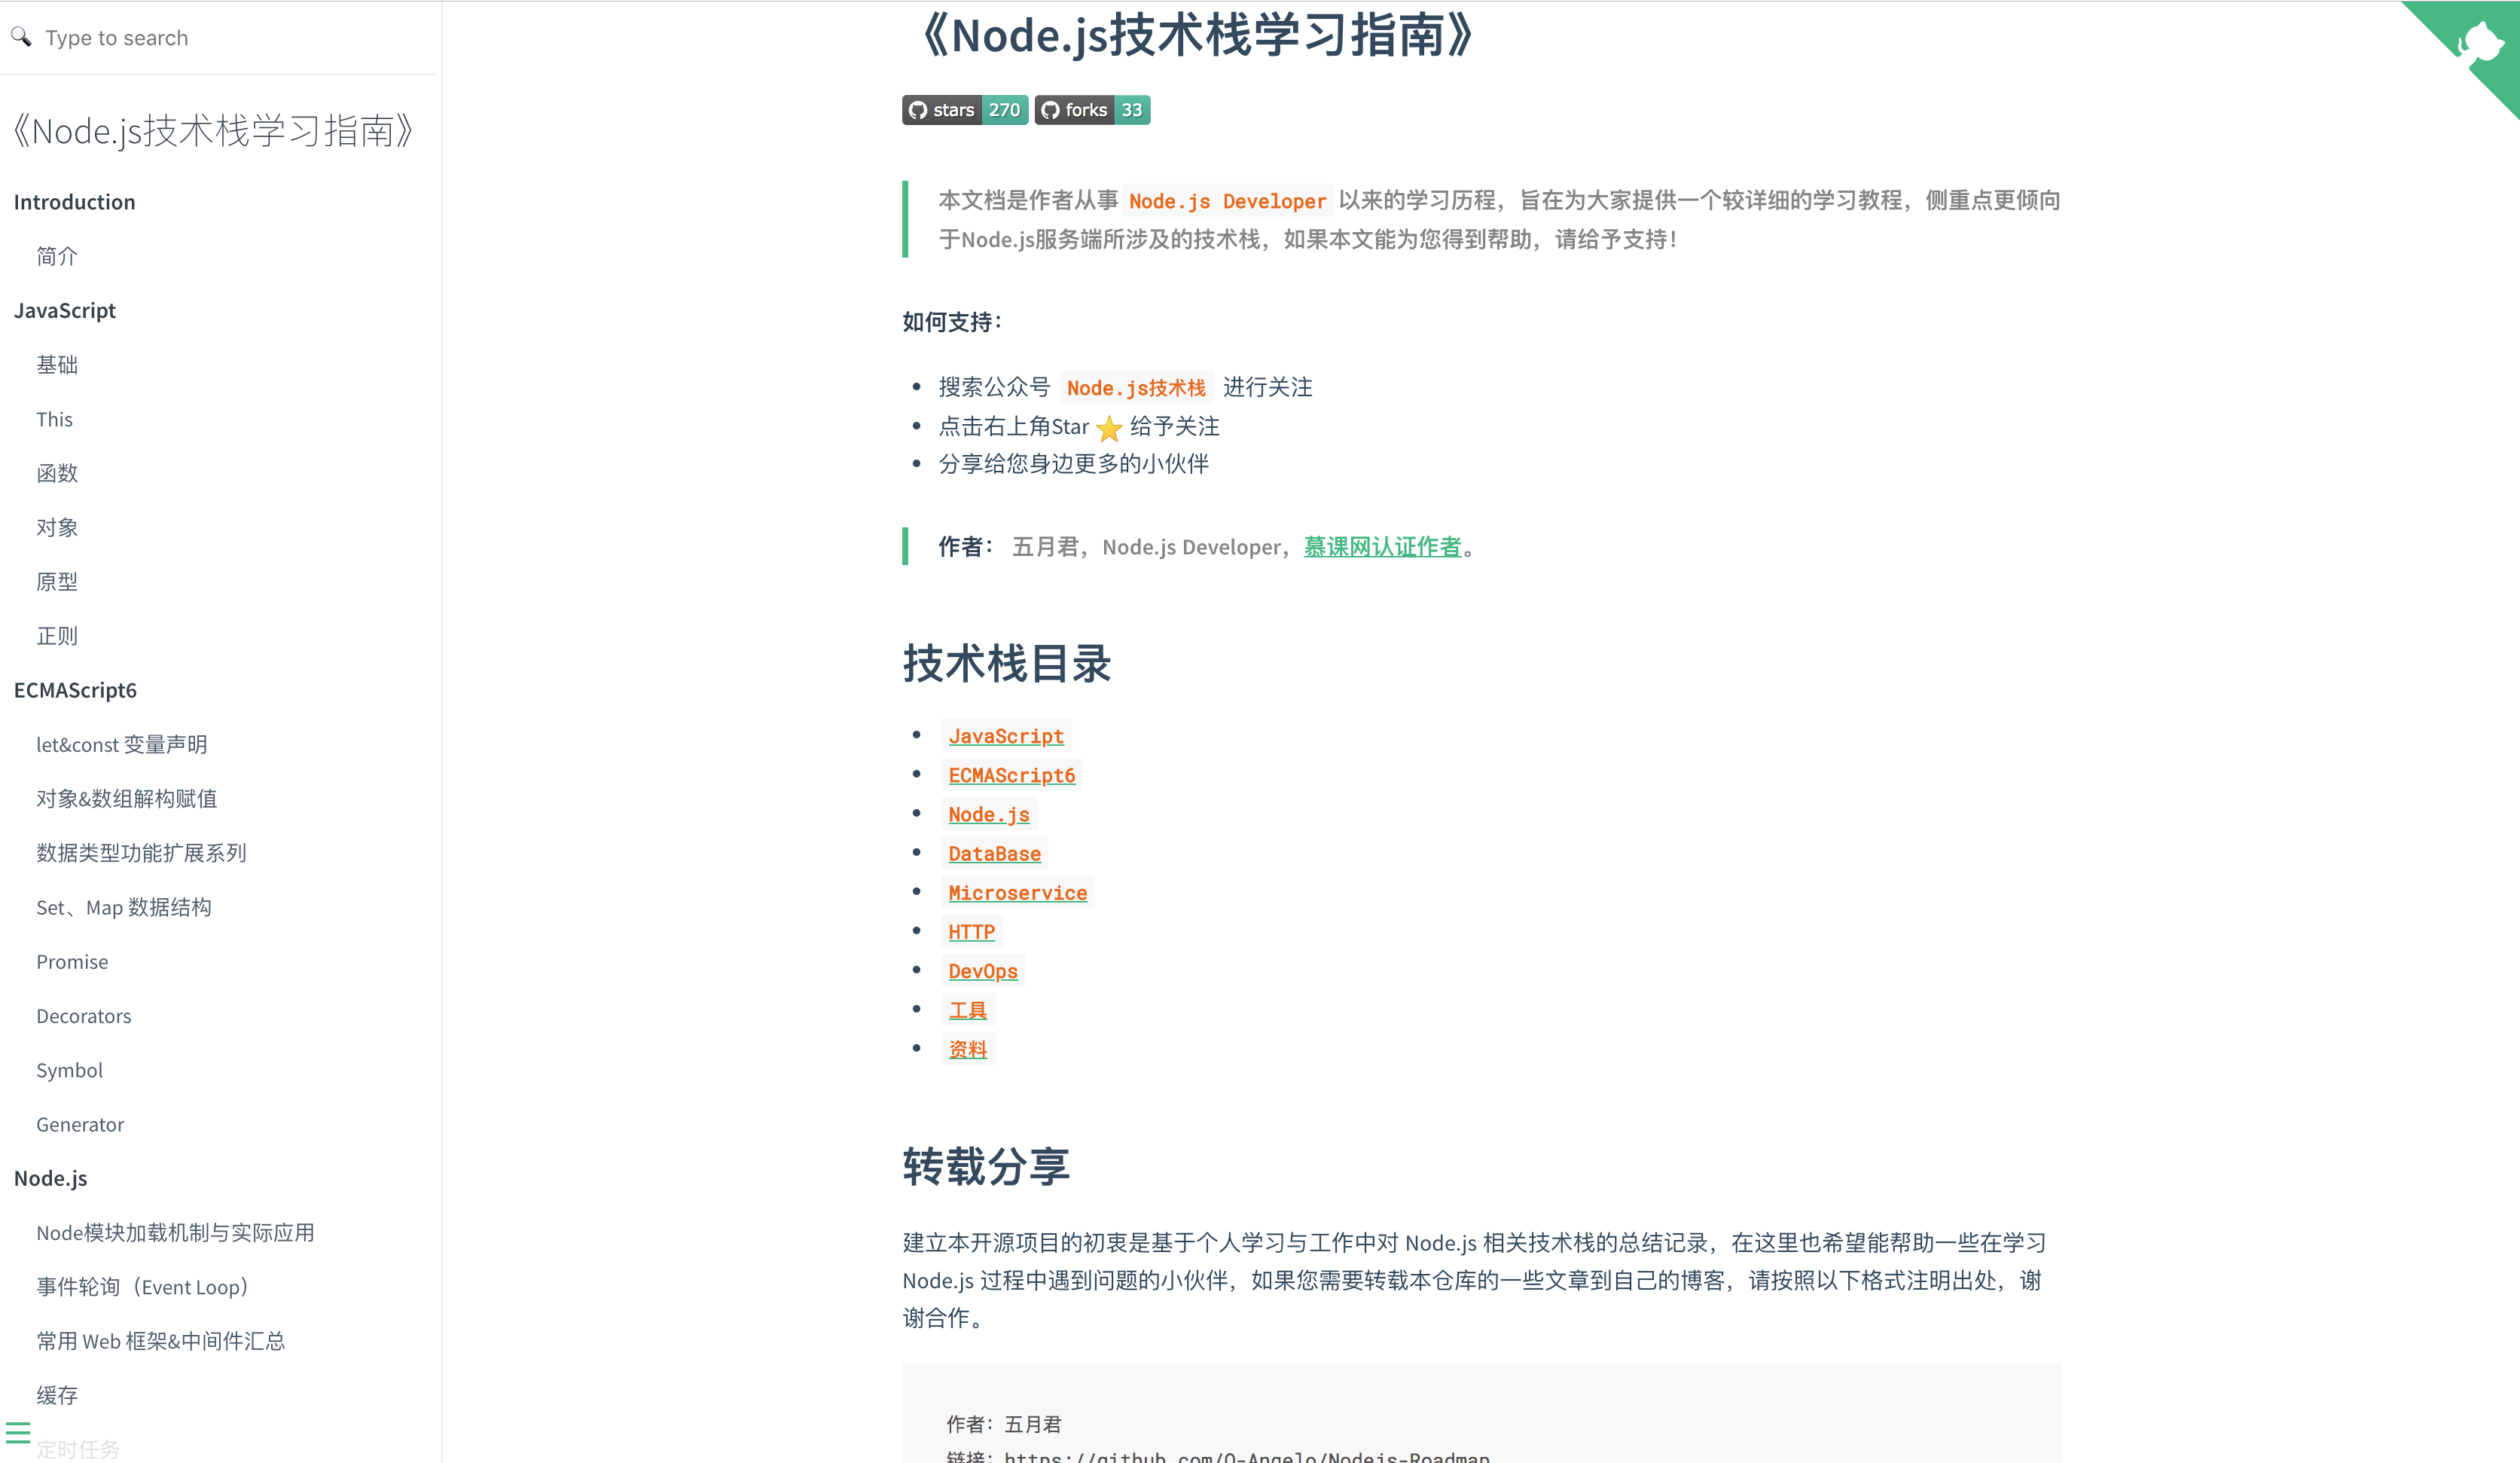 Type to search
《Node.js技术栈学习指南》
Introduction
简介
JavaScript
基础
This
函数
对象
原型
正则
ECMAScript6
let&const 变量声明
对象&数组解构赋值
数据类型功能扩展系列
Set、Map 数据结构
Promise
Decorators
Symbol
Generator
Node.js
Node模块加载机制与实际应用
事件轮询（Event Loop）
常用 Web 框架&中间件汇总
缓存
定时任务
《Node.js技术栈学习指南》
stars 270 forks 33
本文档是作者从事 Node.js Developer 以来的学习历程，旨在为大家提供一个较详细的学习教程，侧重点更倾向
于Node.js服务端所涉及的技术栈，如果本文能为您得到帮助，请给予支持！
如何支持：
搜索公众号 Node.js技术栈 进行关注
点击右上角Star ⭐ 给予关注
分享给您身边更多的小伙伴
作者： 五月君，Node.js Developer，慕课网认证作者。
技术栈目录
JavaScript
ECMAScript6
Node.js
DataBase
Microservice
HTTP
DevOps
工具
资料
转载分享
建立本开源项目的初衷是基于个人学习与工作中对 Node.js 相关技术栈的总结记录，在这里也希望能帮助一些在学习
Node.js 过程中遇到问题的小伙伴，如果您需要转载本仓库的一些文章到自己的博客，请按照以下格式注明出处，谢
谢合作。
作者：五月君
链接：https://github.com/Q-Angelo/Nodejs-Roadmap